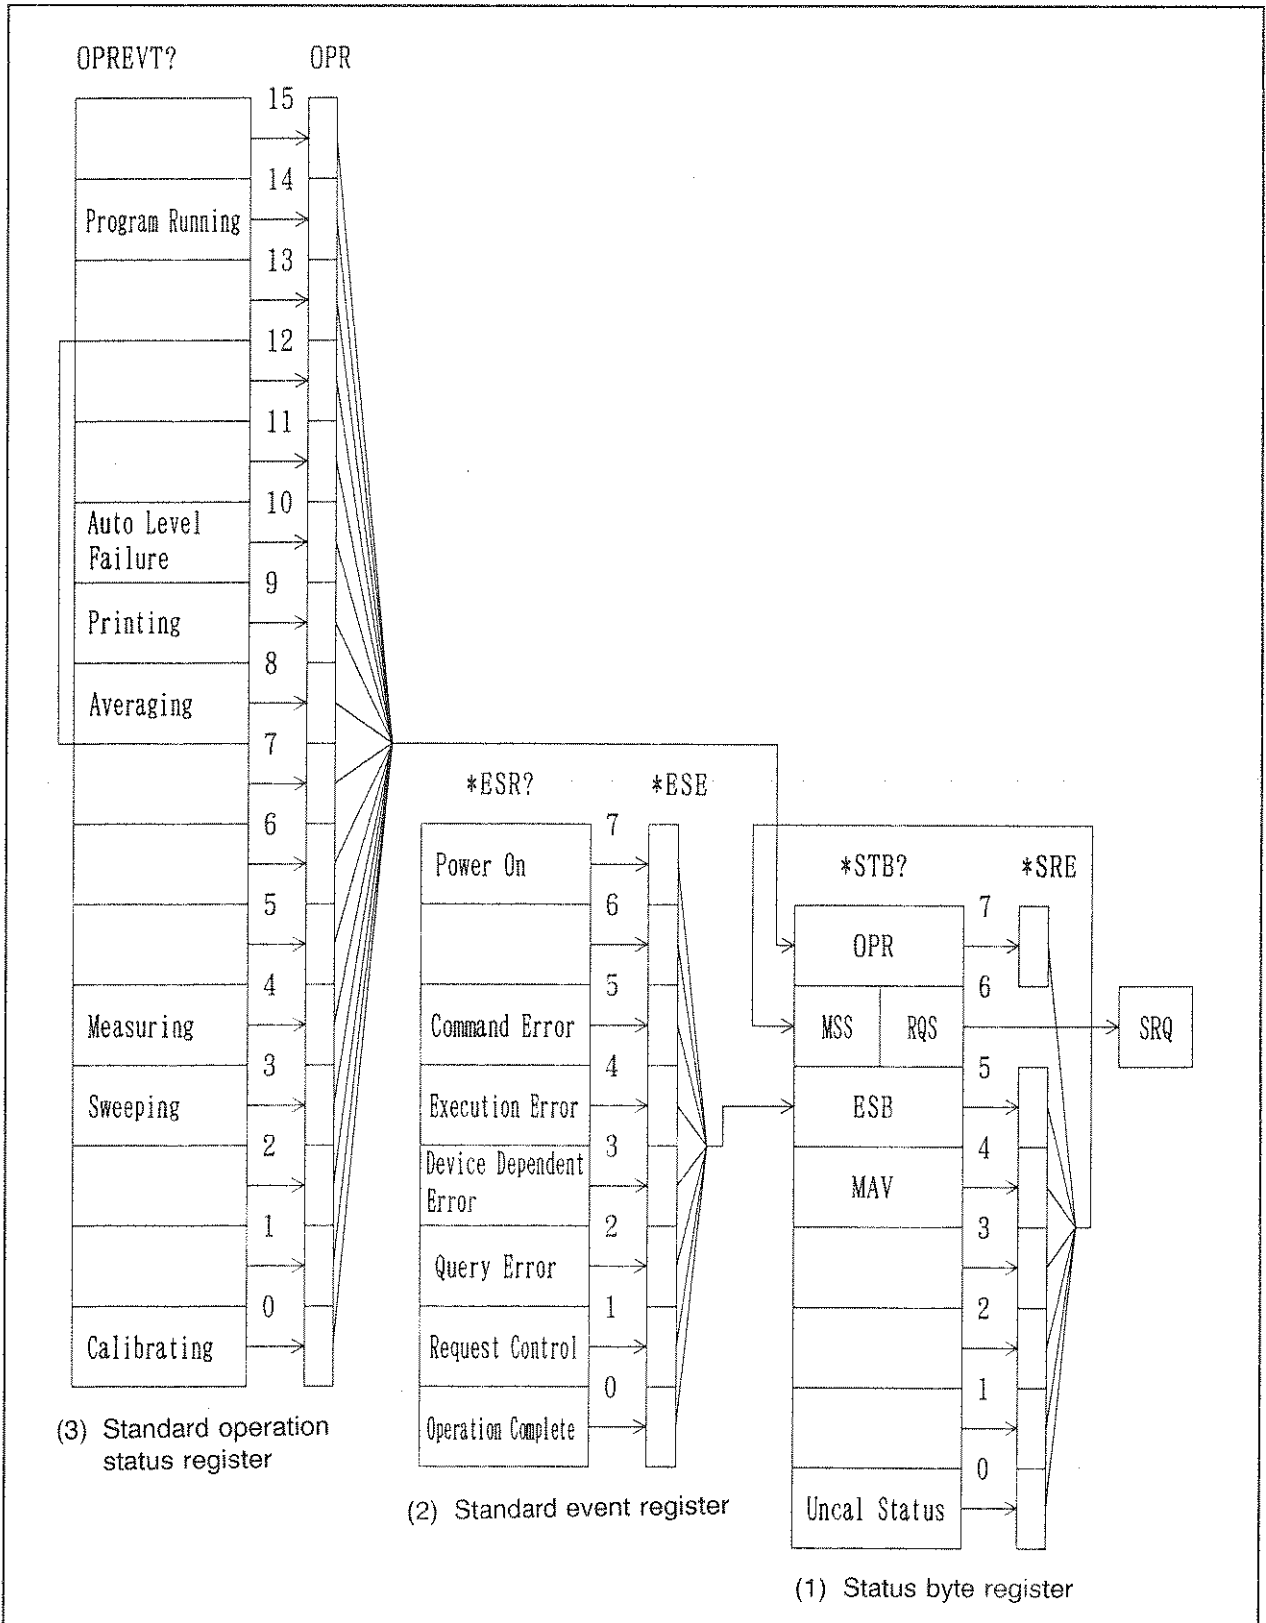 OPREVT? OPR
15
14
Program Running
13
12
11
10
Auto Level
Failure
9
Printing
8
Averaging
7
6
5
4
Measuring
3
Sweeping
2
1
0
Calibrating
(3) Standard operation
status register
*ESR? *ESE
7
Power On
6
5
Command Error
4
Execution Error
3
Device Dependent
Error
2
Query Error
1
Request Control
0
Operation Complete
(2) Standard event register
*STB? *SRE
7
OPR
6
MSS RQS SRQ
5
ESB
4
MAV
3
2
1
0
Uncal Status
(1) Status byte register